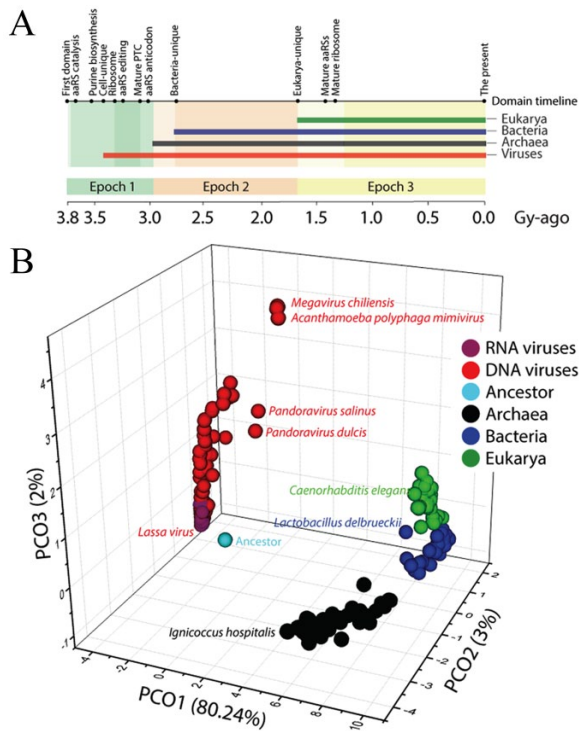 A
First domain
aaRS catalysis
Purine biosynthesis
Cell-unique
Ribosome
aaRS editing
Mature PTC
aaRS anticodon
Bacteria-unique
Eukarya-unique
Mature aaRSs
Mature ribosome
The present
Domain timeline
Eukarya
Bacteria
Archaea
Viruses
Epoch 1 Epoch 2 Epoch 3
3.8 3.5 3.0 2.5 2.0 1.5 1.0 0.5 0.0 Gy-ago
B
Megavirus chiliensis
Acanthamoeba polyphaga mimivirus
RNA viruses
DNA viruses
Ancestor
Archaea
Bacteria
Eukarya
Pandoravirus salinus
Pandoravirus dulcis
Caenorhabditis elegan
Lactobacillus delbrueckii
Lassa virus
Ancestor
Ignicoccus hospitalis
PCO3 (2%)
4
3
2
1
0
-1
PCO1 (80.24%)
-4 -2 0 2 4 6 8 10
PCO2 (3%)
2
1
0
-1
-2
-3
-4